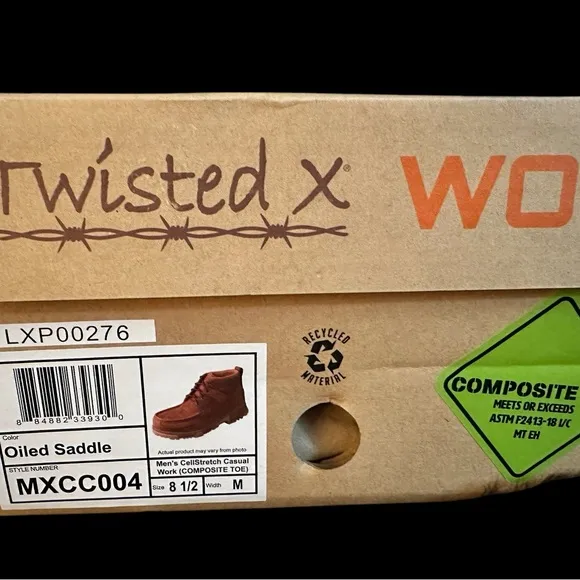 Twisted X® WO
LXP00276
RECYCLED
MATERIAL
8 84882 33930 0
Color
Oiled Saddle
STYLE NUMBER
MXCC004
Actual product may vary from photo
Men's CellStretch Casual
Work (COMPOSITE TOE)
Size 8 1/2 Width M
COMPOSITE
MEETS OR EXCEEDS
ASTM F2413-18 I/C
MT EH